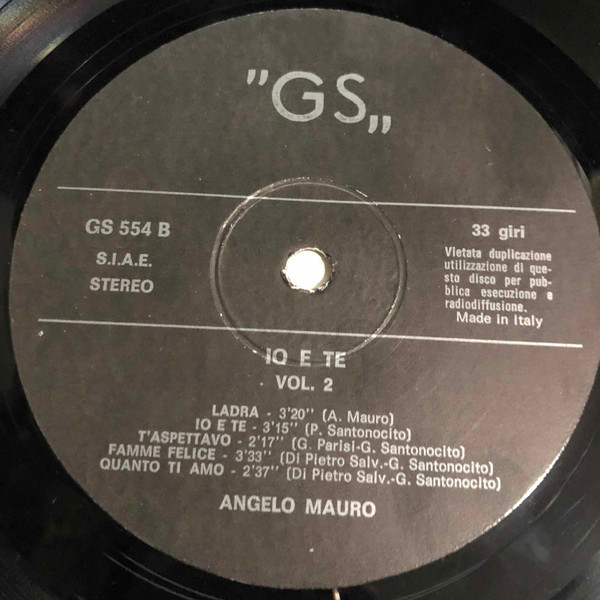 "GS„
GS 554 B
S.I.A.E.
STEREO
33 giri
Vietata duplicazione
utilizzazione di que-
sto disco per pub-
blica esecuzione e
radiodiffusione.
Made in Italy
IO E TE
VOL. 2
LADRA - 3'20'' (A. Mauro)
IO E TE - 3'15'' (P. Santonocito)
T'ASPETTAVO - 2'17'' (G. Parisi-G. Santonocito)
FAMME FELICE - 3'33'' (Di Pietro Salv.-G. Santonocito)
QUANTO TI AMO - 2'37'' (Di Pietro Salv.-G. Santonocito)
ANGELO MAURO